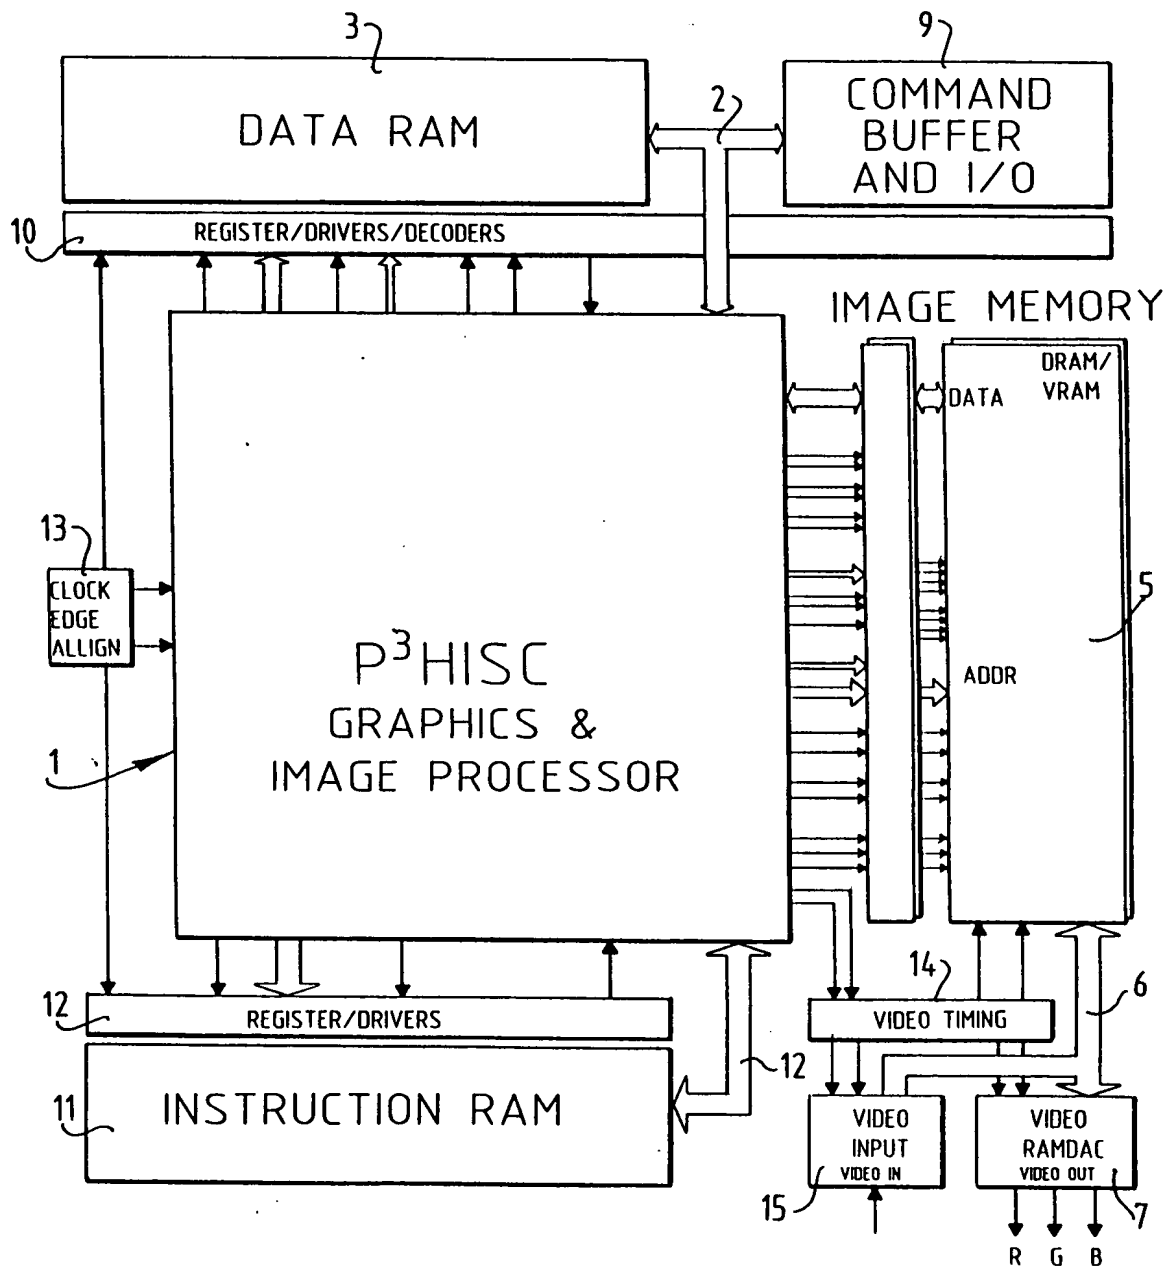 3
9
DATA RAM
2
COMMAND
BUFFER
AND I/O
10
REGISTER/DRIVERS/DECODERS
IMAGE MEMORY
DRAM/
VRAM
DATA
13
CLOCK
EDGE
ALLIGN
5
P³HISC
GRAPHICS &
IMAGE PROCESSOR
ADDR
1
14
6
12
REGISTER/DRIVERS
VIDEO TIMING
12
11
INSTRUCTION RAM
VIDEO
INPUT
VIDEO IN
VIDEO
RAMDAC
VIDEO OUT
15
7
R G B